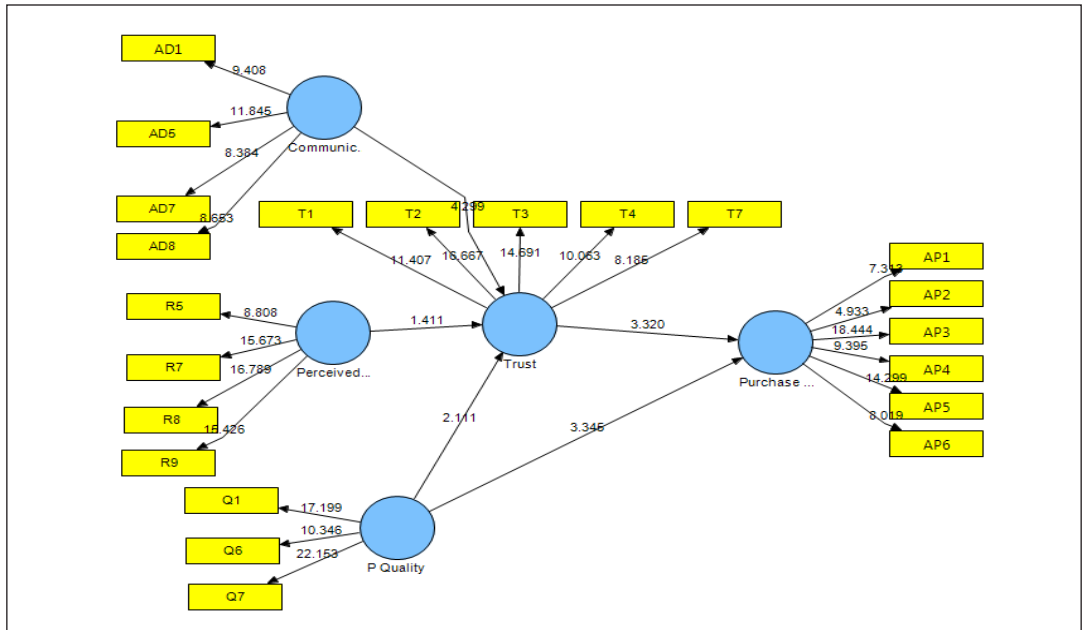 AD1
9.408
11.845
AD5
Communic.
8.384
AD7
8.663
AD8
4.299
T1
T2
T3
T4
T7
11.407
16.667
14.691
10.063
8.185
AP1
7.313
AP2
4.933
AP3
18.444
AP4
9.395
AP5
14.299
AP6
8.019
R5
8.808
R7
15.673
R8
16.789
R9
15.426
Perceived...
1.411
Trust
3.320
Purchase ...
2.111
3.345
Q1
17.199
Q6
10.346
Q7
22.153
P Quality